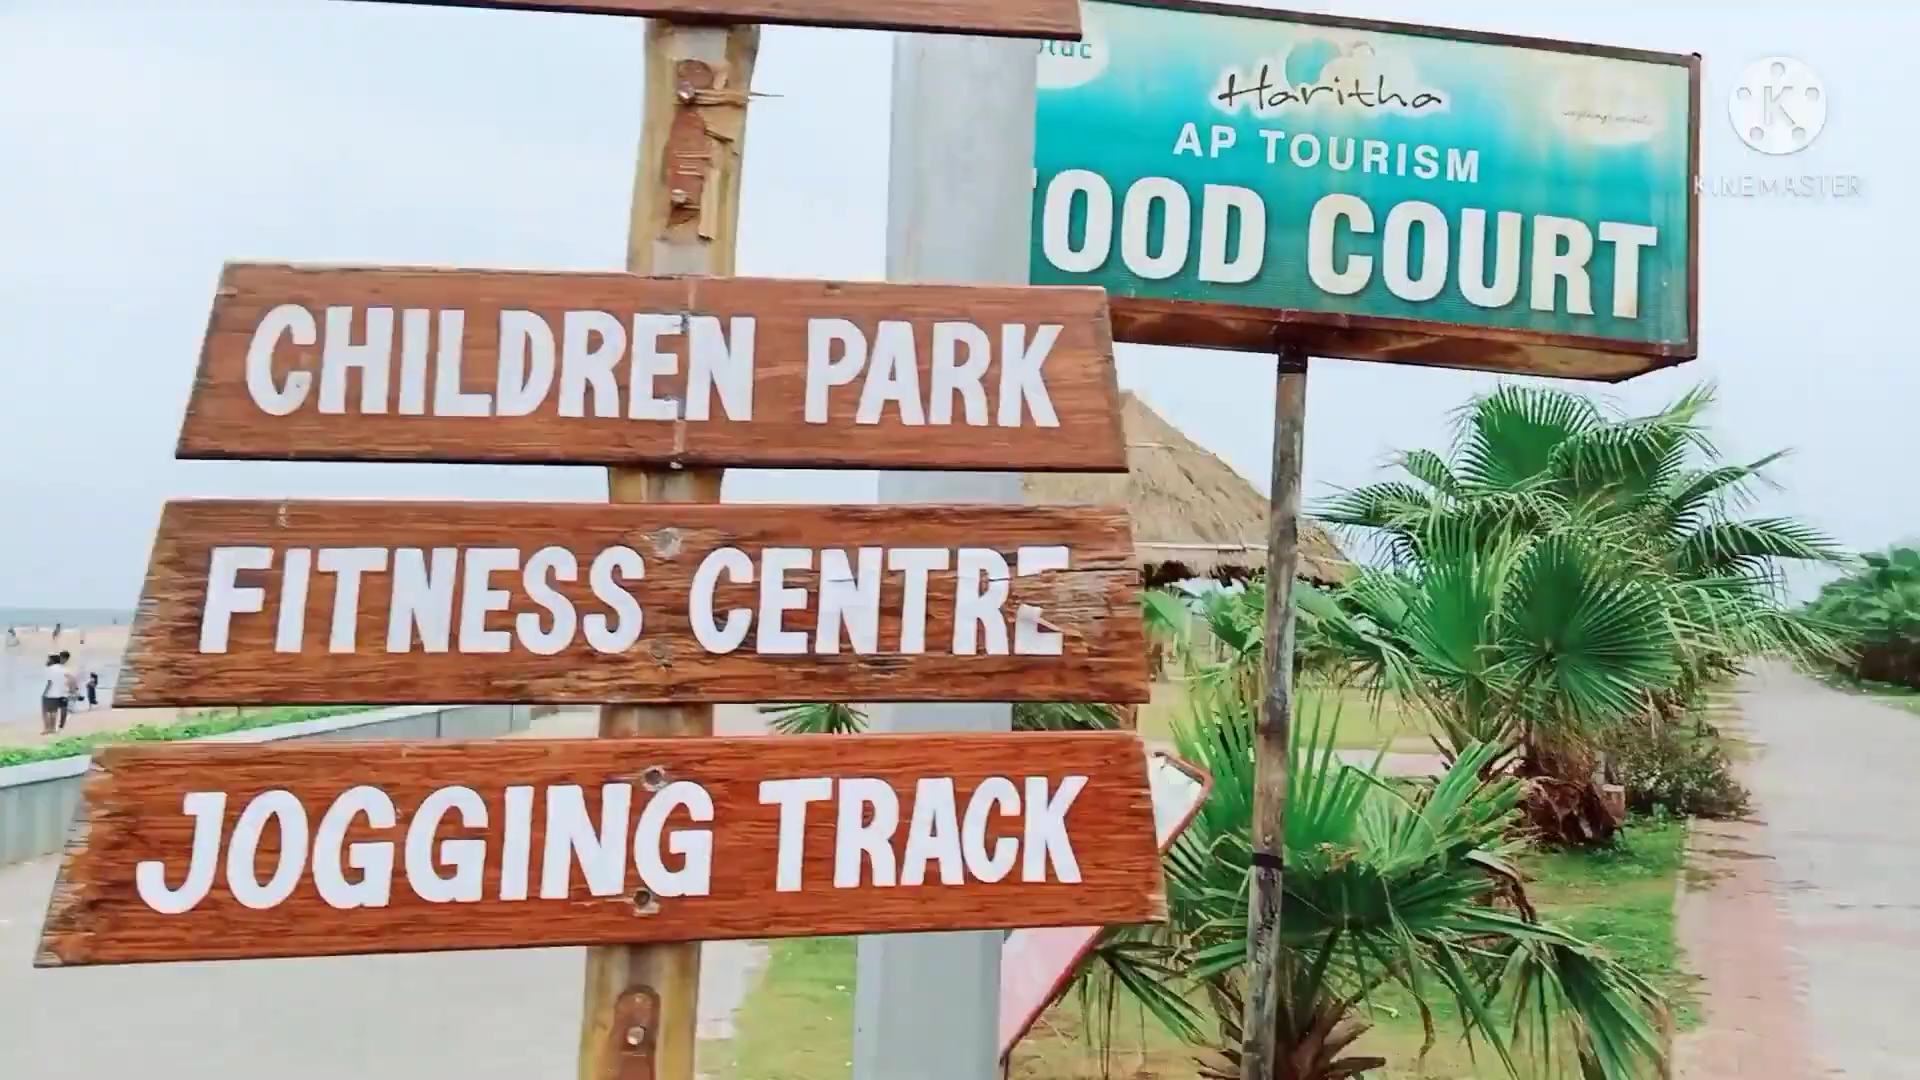 Haritha
AP TOURISM
OOD COURT
KINEMASTER
CHILDREN PARK
FITNESS CENTRE
JOGGING TRACK